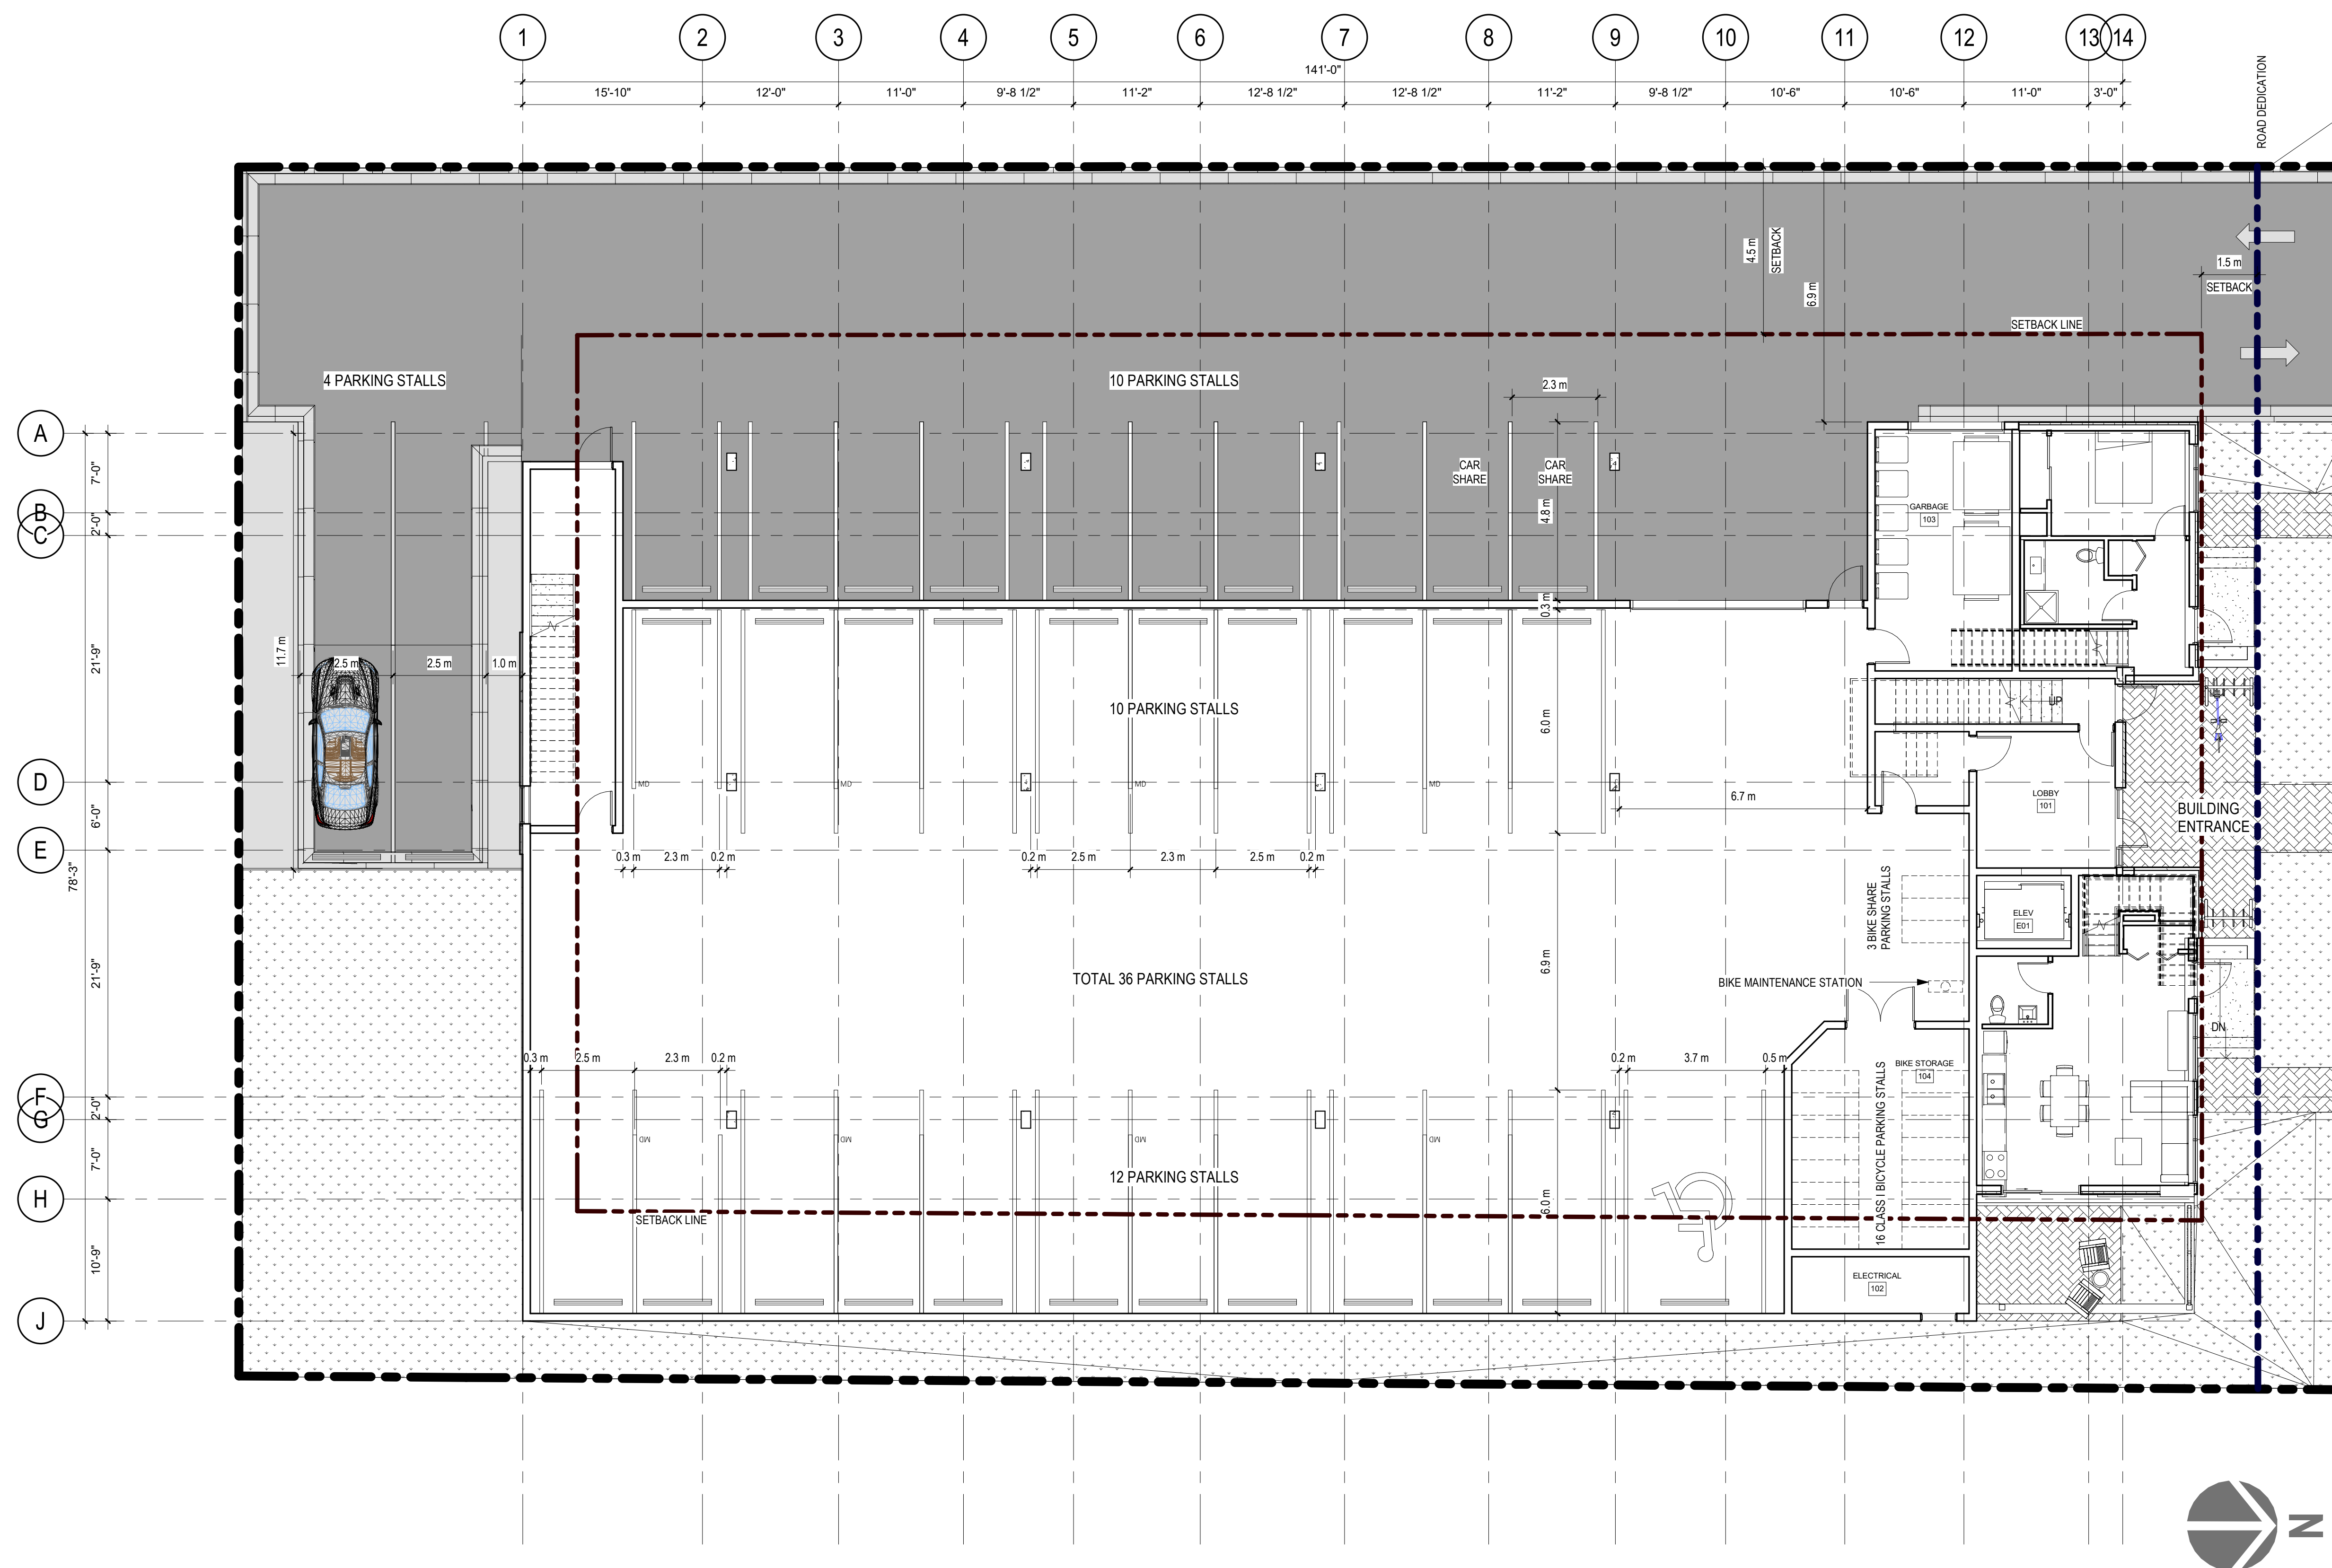 1 2 3 4 5 6 7 8 9 10 11 12 13 14
141'-0"
15'-10" 12'-0" 11'-0" 9'-8 1/2" 11'-2" 12'-8 1/2" 12'-8 1/2" 11'-2" 9'-8 1/2" 10'-6" 10'-6" 11'-0" 3'-0"
ROAD DEDICATION
4.5 m
SETBACK
6.9 m
1.5 m
SETBACK
SETBACK LINE
4 PARKING STALLS
10 PARKING STALLS
2.3 m
A
7'-0"
B
2'-0"
C
CAR
SHARE
CAR
SHARE
4.8 m
GARBAGE
103
0.3 m
21'-9"
11.7 m
2.5 m
2.5 m
1.0 m
10 PARKING STALLS
6.0 m
UP
D
MD
MD
MD
MD
6.7 m
LOBBY
101
BUILDING
ENTRANCE
6'-0"
E
78'-3"
0.3 m 2.3 m 0.2 m
0.2 m 2.5 m 2.3 m 2.5 m 0.2 m
3 BIKE SHARE
PARKING STALLS
ELEV
E01
21'-9"
TOTAL 36 PARKING STALLS
6.9 m
BIKE MAINTENANCE STATION
DN
0.3 m 2.5 m 2.3 m 0.2 m
0.2 m 3.7 m 0.5 m
BIKE STORAGE
104
16 CLASS I BICYCLE PARKING STALLS
F
2'-0"
G
MD
MD
MD
MD
7'-0"
12 PARKING STALLS
H
6.0 m
SETBACK LINE
10'-9"
ELECTRICAL
102
J
N